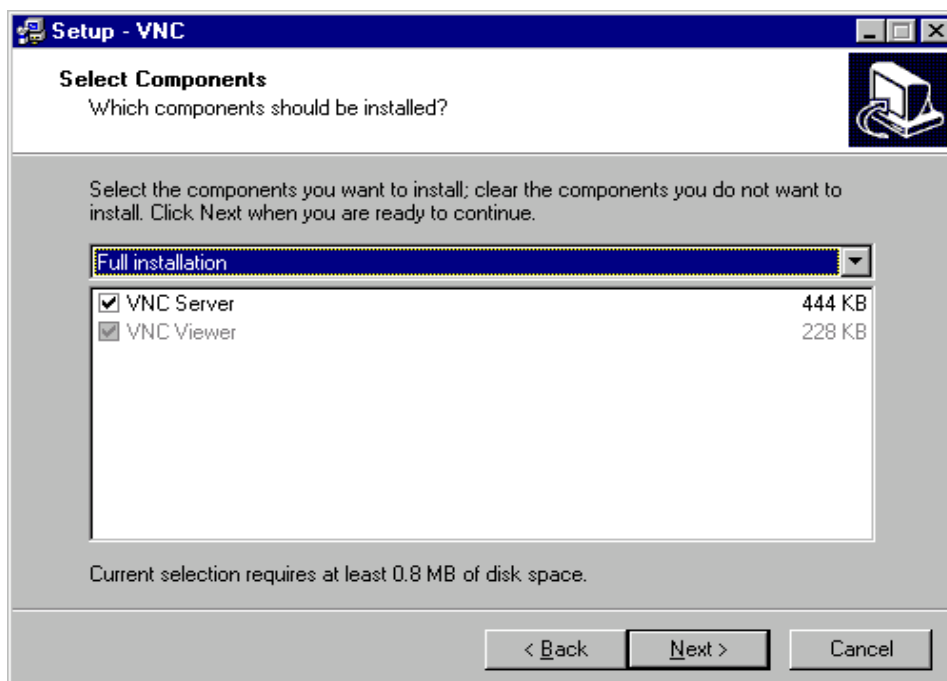 Setup - VNC
Select Components
Which components should be installed?
Select the components you want to install; clear the components you do not want to
install. Click Next when you are ready to continue.
Full installation
VNC Server 444 KB
VNC Viewer 228 KB
Current selection requires at least 0.8 MB of disk space.
< Back Next > Cancel